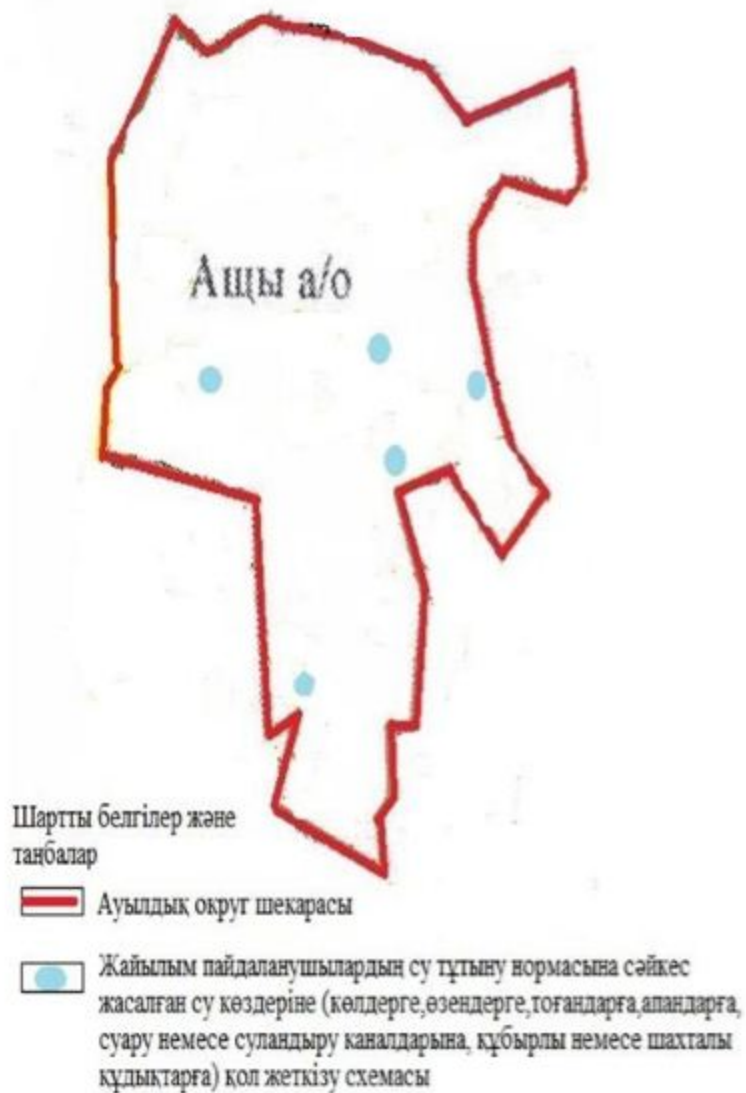 Ащы а/о
Шартты белгілер және
таңбалар
Ауылдық округ шекарасы
Жайылым пайдаланушылардың су тұтыну нормасына сәйкес
жасалған су көздеріне (көлдерге,өзендерге,тоғандарға,апандарға,
суару немесе суландыру каналдарына, құбырлы немесе шахталы
құдықтарға) қол жеткізу схемасы